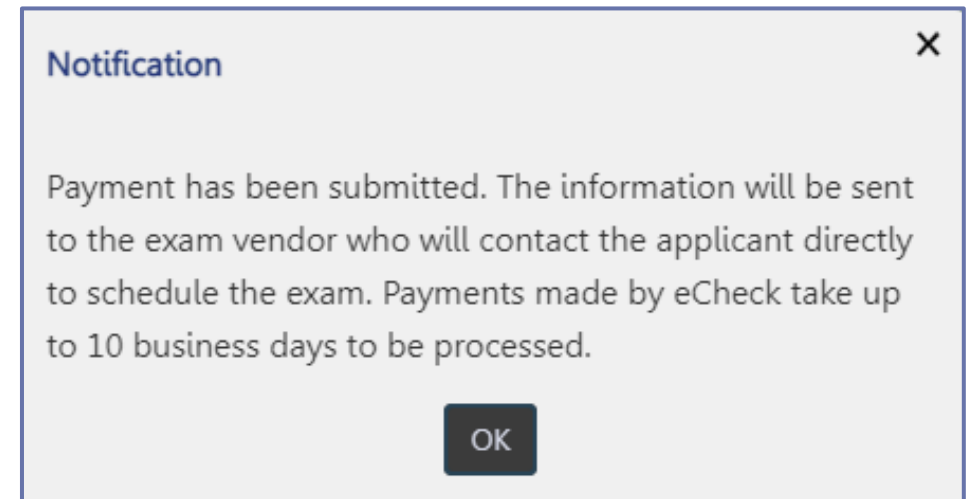 Notification
Payment has been submitted. The information will be sent
to the exam vendor who will contact the applicant directly
to schedule the exam. Payments made by eCheck take up
to 10 business days to be processed.
OK